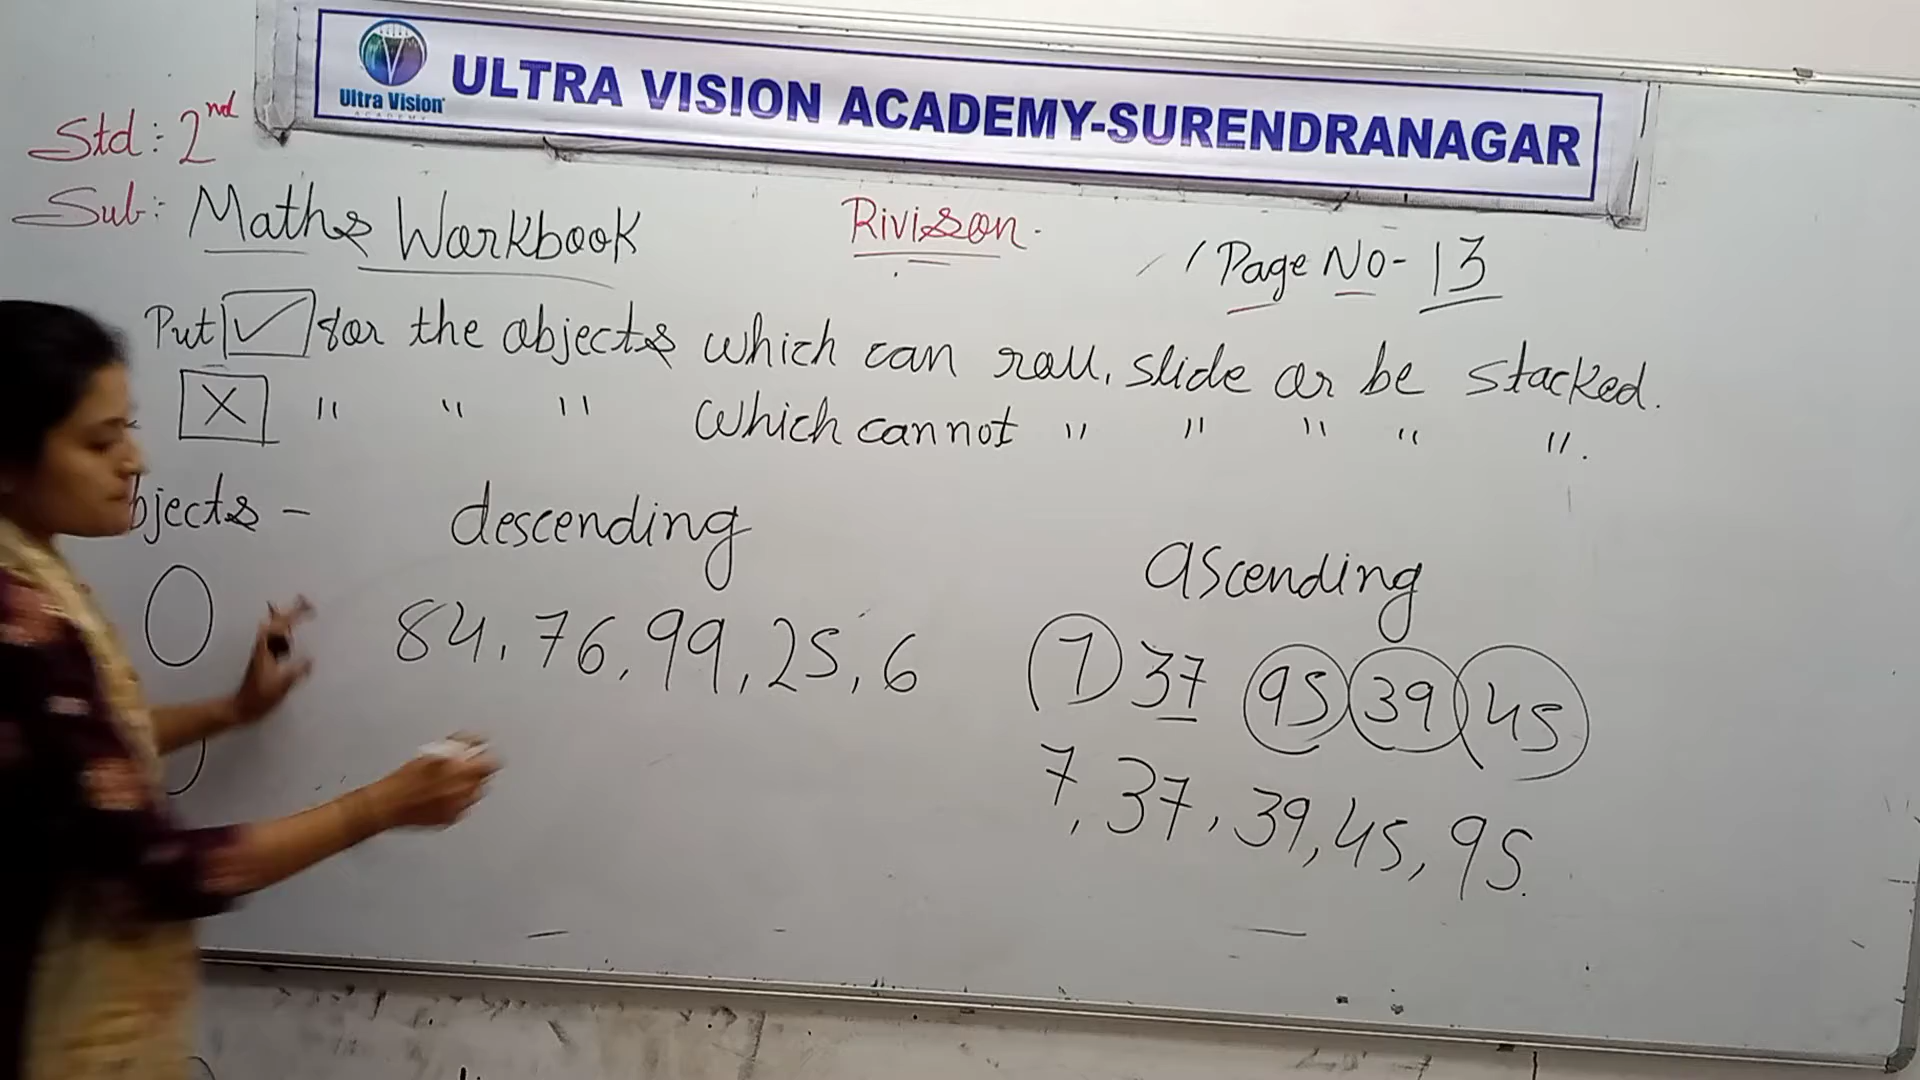 Ultra Vision
ACADEMY
ULTRA VISION ACADEMY-SURENDRANAGAR
Std : 2nd
Sub : Maths Workbook
Rivison.
Page No - 13
Put ✓ for the objects which can roll, slide or be stacked.
X " " " which cannot " " " " ".
bjects -
descending
ascending
84, 76, 99, 25, 6
7 37 95 39 45
7, 37, 39, 45, 95.